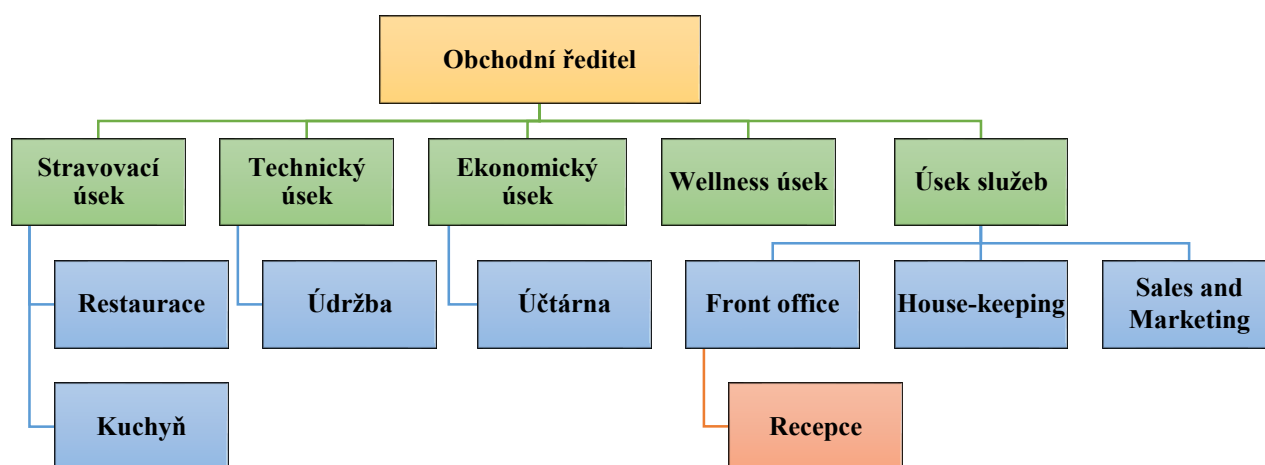 Obchodní ředitel
Stravovací
úsek
Technický
úsek
Ekonomický
úsek
Wellness úsek
Úsek služeb
Restaurace
Údržba
Účtárna
Front office
House-keeping
Sales and
Marketing
Kuchyň
Recepce